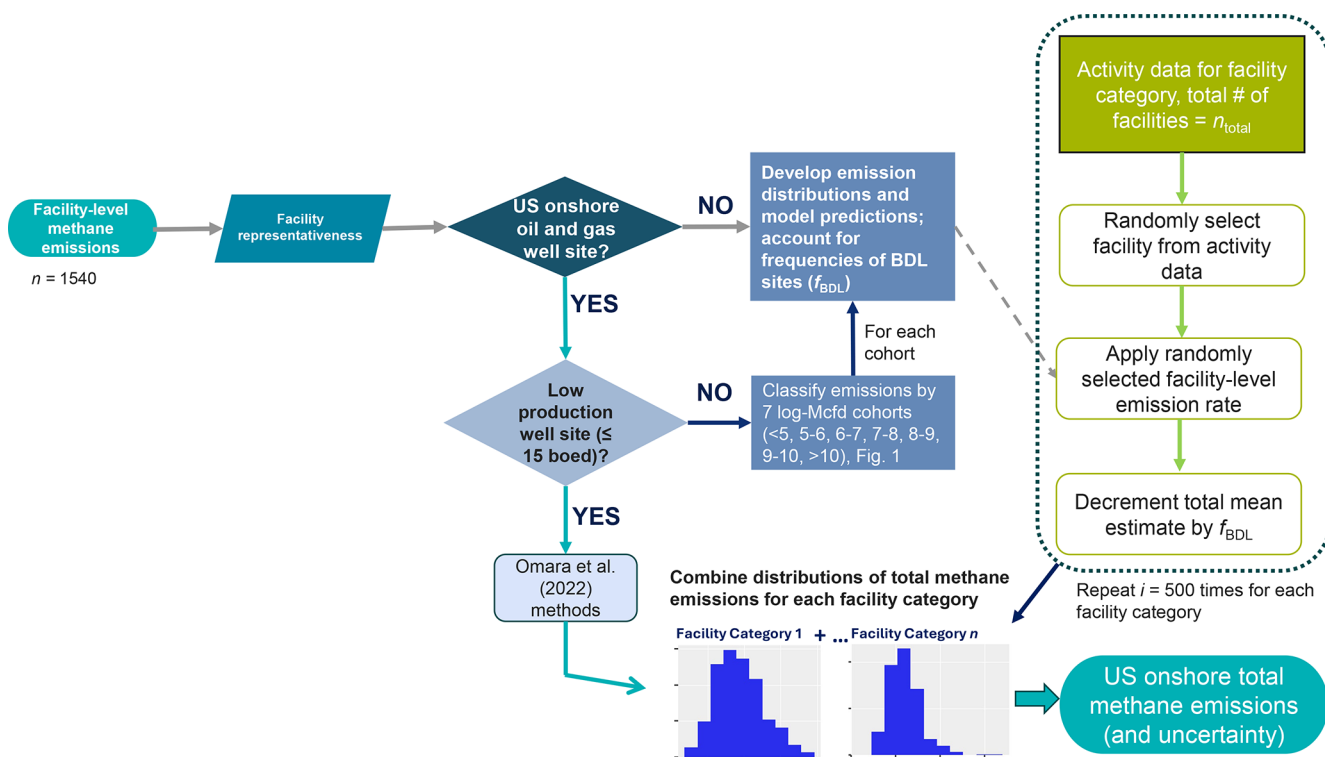 Facility-level
methane
emissions
n = 1540
Facility
representativeness
US onshore
oil and gas
well site?
NO
YES
Develop emission
distributions and
model predictions;
account for
frequencies of BDL
sites (fBDL)
For each
cohort
Low
production
well site (≤
15 boed)?
NO
YES
Classify emissions by
7 log-Mcfd cohorts
(<5, 5-6, 6-7, 7-8, 8-9,
9-10, >10), Fig. 1
Omara et al.
(2022)
methods
Activity data for facility
category, total # of
facilities = ntotal
Randomly select
facility from activity
data
Apply randomly
selected facility-level
emission rate
Decrement total mean
estimate by fBDL
Repeat i = 500 times for each
facility category
Combine distributions of total methane
emissions for each facility category
Facility Category 1 + ... Facility Category n
US onshore total
methane emissions
(and uncertainty)